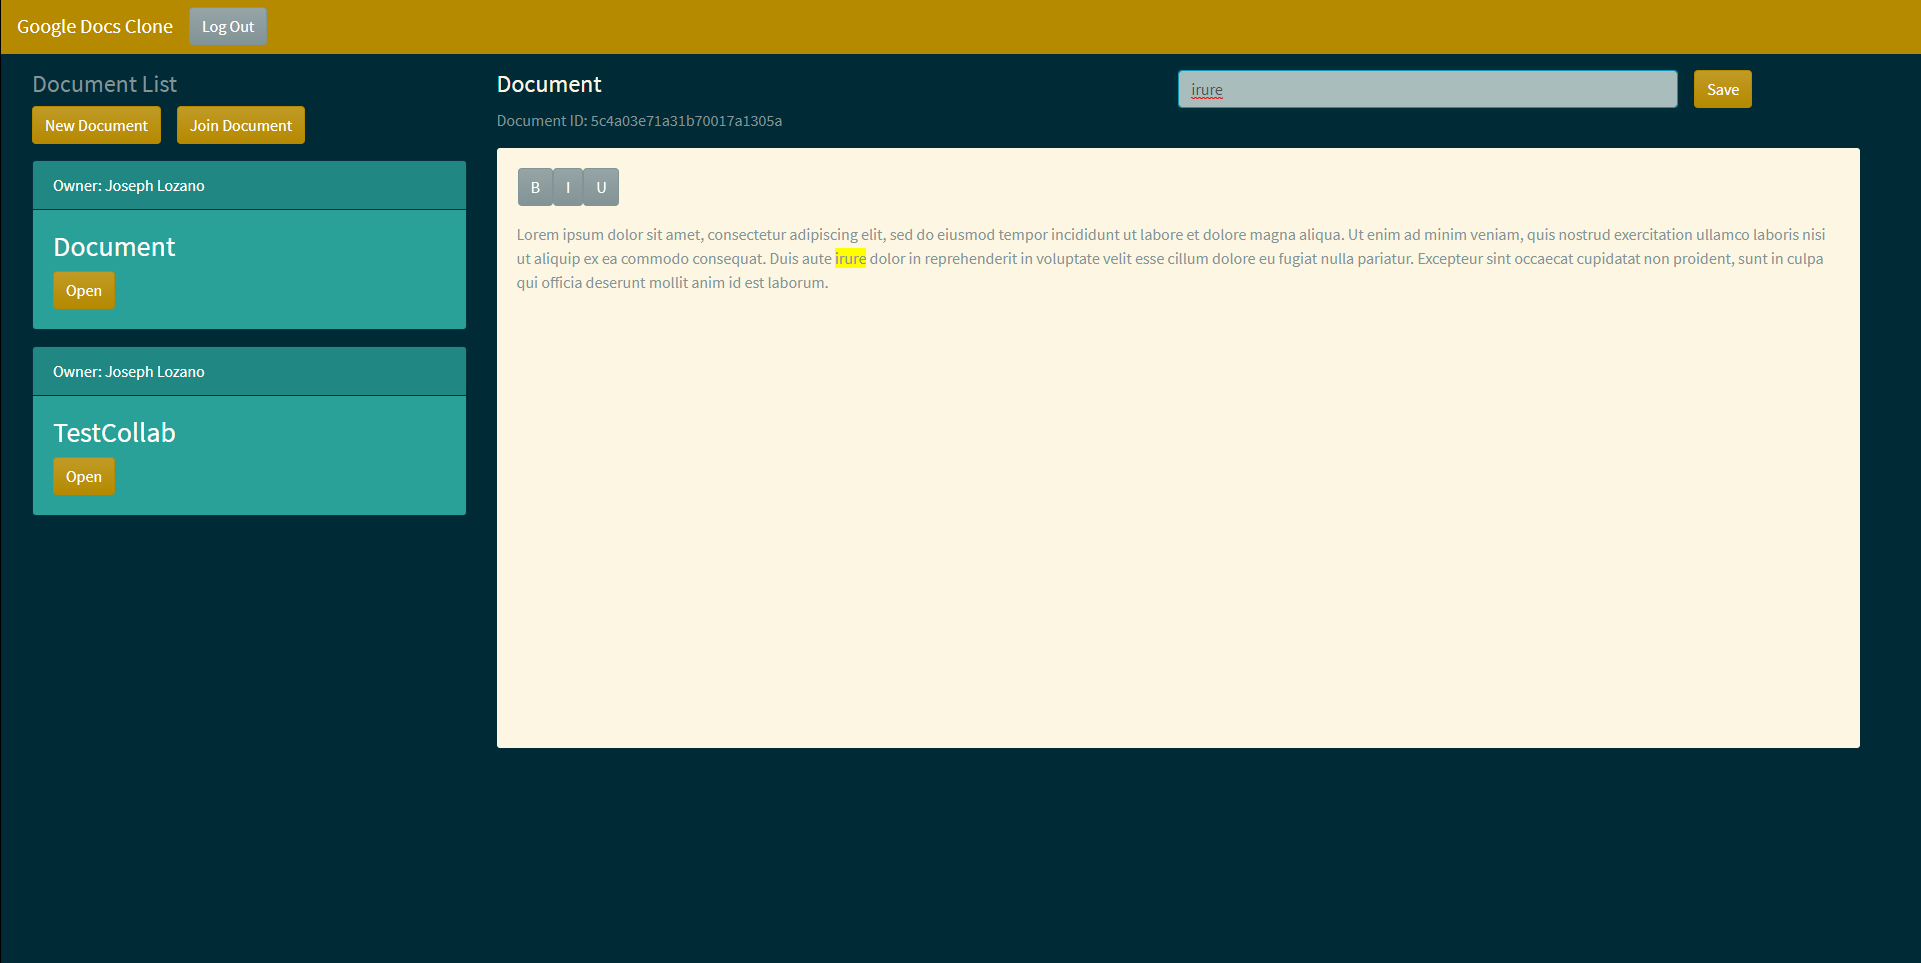 Google Docs Clone Log Out
Document List
New Document Join Document
Owner: Joseph Lozano
Document
Open
Owner: Joseph Lozano
TestCollab
Open
Document
irure
Save
Document ID: 5c4a03e71a31b70017a1305a
B I U
Lorem ipsum dolor sit amet, consectetur adipiscing elit, sed do eiusmod tempor incididunt ut labore et dolore magna aliqua. Ut enim ad minim veniam, quis nostrud exercitation ullamco laboris nisi
ut aliquip ex ea commodo consequat. Duis aute irure dolor in reprehenderit in voluptate velit esse cillum dolore eu fugiat nulla pariatur. Excepteur sint occaecat cupidatat non proident, sunt in culpa
qui officia deserunt mollit anim id est laborum.